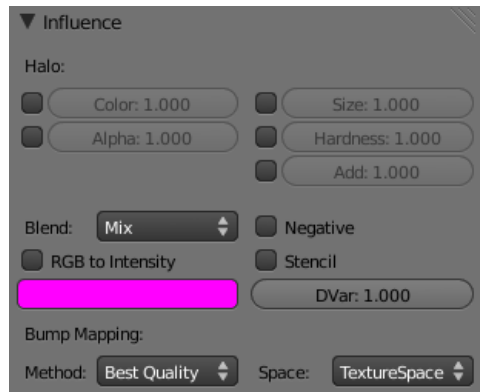 Influence
Halo:
Color: 1.000 Size: 1.000
Alpha: 1.000 Hardness: 1.000
Add: 1.000
Blend: Mix Negative
RGB to Intensity Stencil
DVar: 1.000
Bump Mapping:
Method: Best Quality Space: TextureSpace